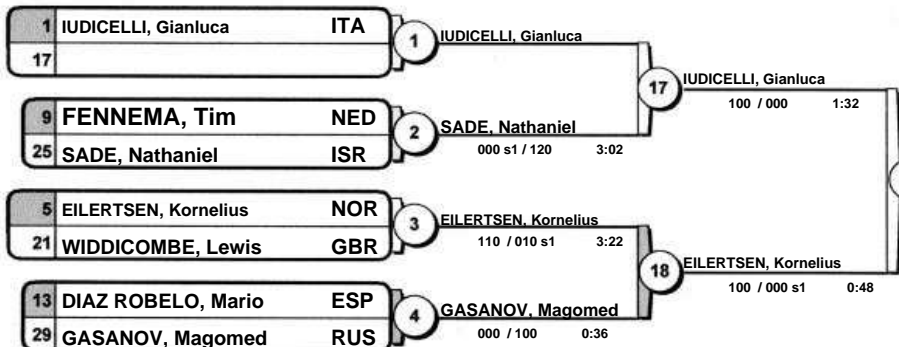 1 IUDICELLI, Gianluca ITA
17
1
IUDICELLI, Gianluca
9 FENNEMA, Tim NED
25 SADE, Nathaniel ISR
2
SADE, Nathaniel
000 s1 / 120 3:02
17
IUDICELLI, Gianluca
100 / 000 1:32
5 EILERTSEN, Kornelius NOR
21 WIDDICOMBE, Lewis GBR
3
EILERTSEN, Kornelius
110 / 010 s1 3:22
13 DIAZ ROBELO, Mario ESP
29 GASANOV, Magomed RUS
4
GASANOV, Magomed
000 / 100 0:36
18
EILERTSEN, Kornelius
100 / 000 s1 0:48